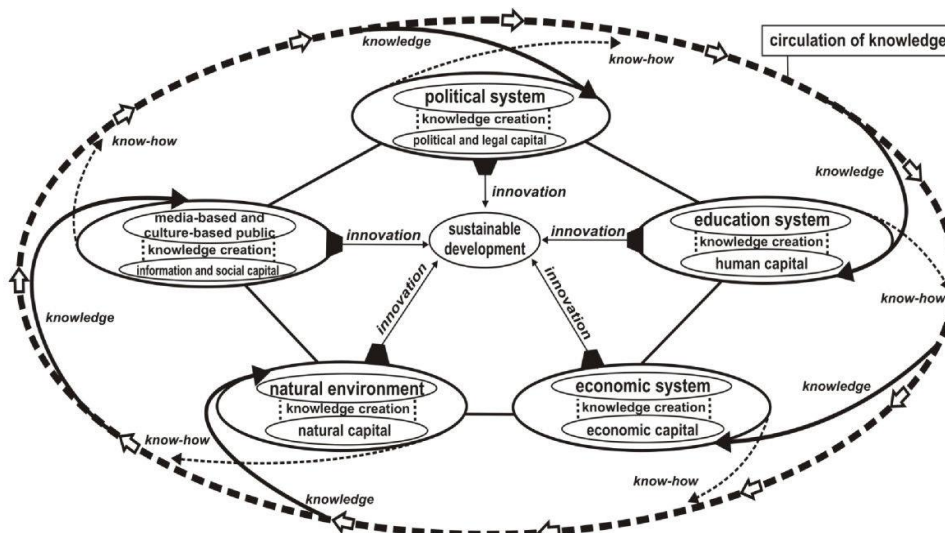 knowledge
know-how
circulation of knowledge
political system
knowledge creation
political and legal capital
know-how
innovation
knowledge
media-based and
culture-based public
knowledge creation
information and social capital
innovation
sustainable
development
innovation
education system
knowledge creation
human capital
know-how
innovation
innovation
knowledge
natural environment
knowledge creation
natural capital
economic system
knowledge creation
economic capital
knowledge
know-how
know-how
knowledge